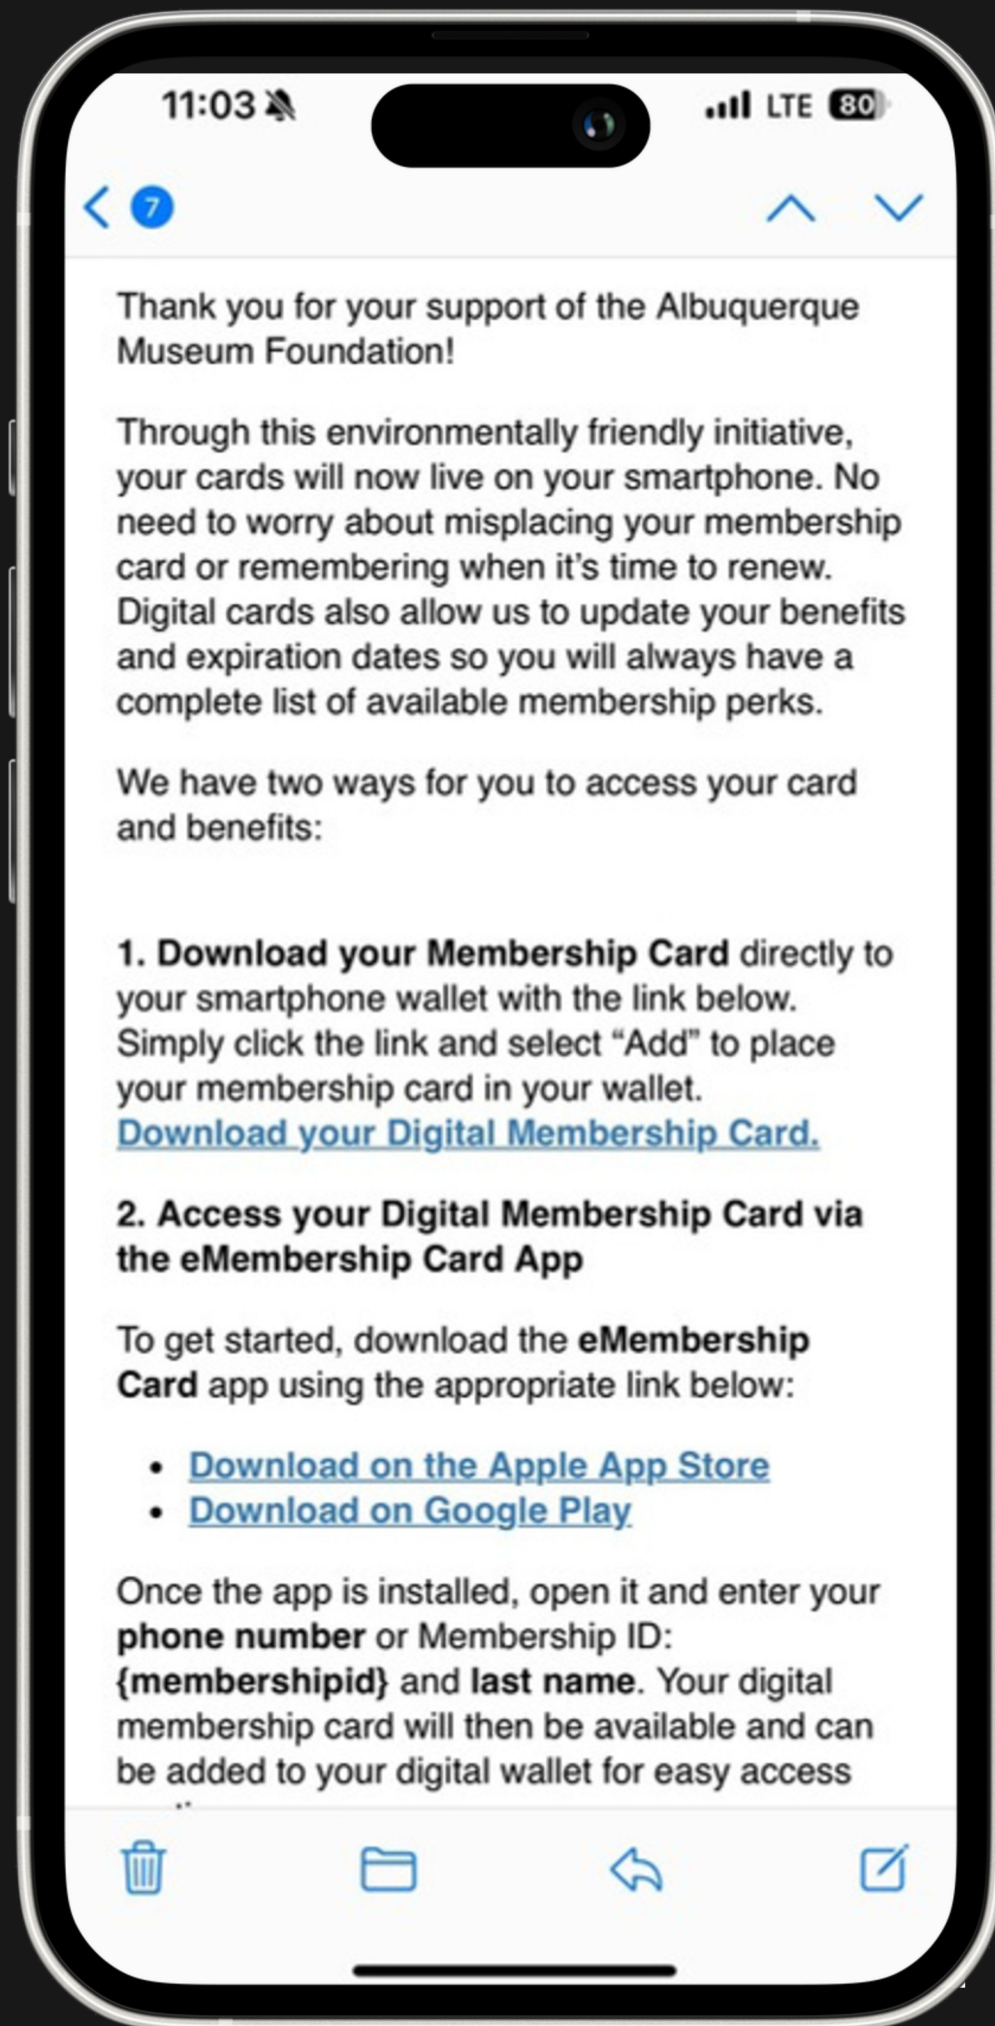 11:03
LTE 80
7
Thank you for your support of the Albuquerque
Museum Foundation!
Through this environmentally friendly initiative,
your cards will now live on your smartphone. No
need to worry about misplacing your membership
card or remembering when it’s time to renew.
Digital cards also allow us to update your benefits
and expiration dates so you will always have a
complete list of available membership perks.
We have two ways for you to access your card
and benefits:
1. Download your Membership Card directly to
your smartphone wallet with the link below.
Simply click the link and select “Add” to place
your membership card in your wallet.
Download your Digital Membership Card.
2. Access your Digital Membership Card via
the eMembership Card App
To get started, download the eMembership
Card app using the appropriate link below:
• Download on the Apple App Store
• Download on Google Play
Once the app is installed, open it and enter your
phone number or Membership ID:
{membershipid} and last name. Your digital
membership card will then be available and can
be added to your digital wallet for easy access